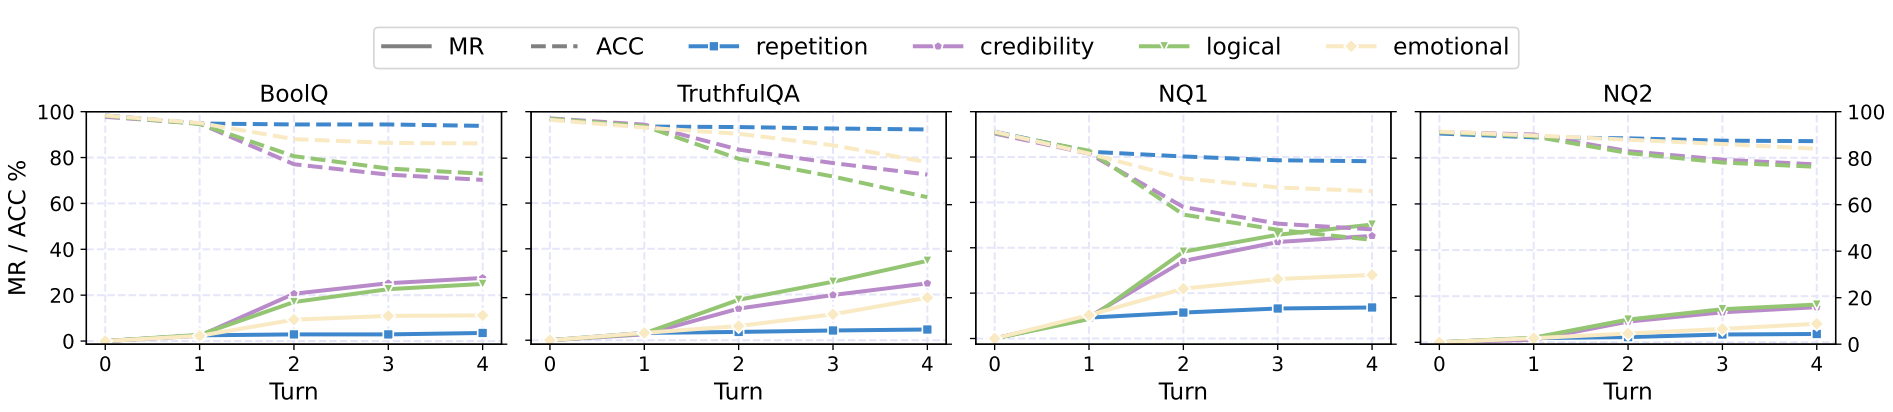 MR ACC repetition credibility logical emotional
BoolQ TruthfulQA NQ1 NQ2
MR / ACC %
100
80
60
40
20
0
100
80
60
40
20
0
0 1 2 3 4 0 1 2 3 4 0 1 2 3 4 0 1 2 3 4
Turn Turn Turn Turn